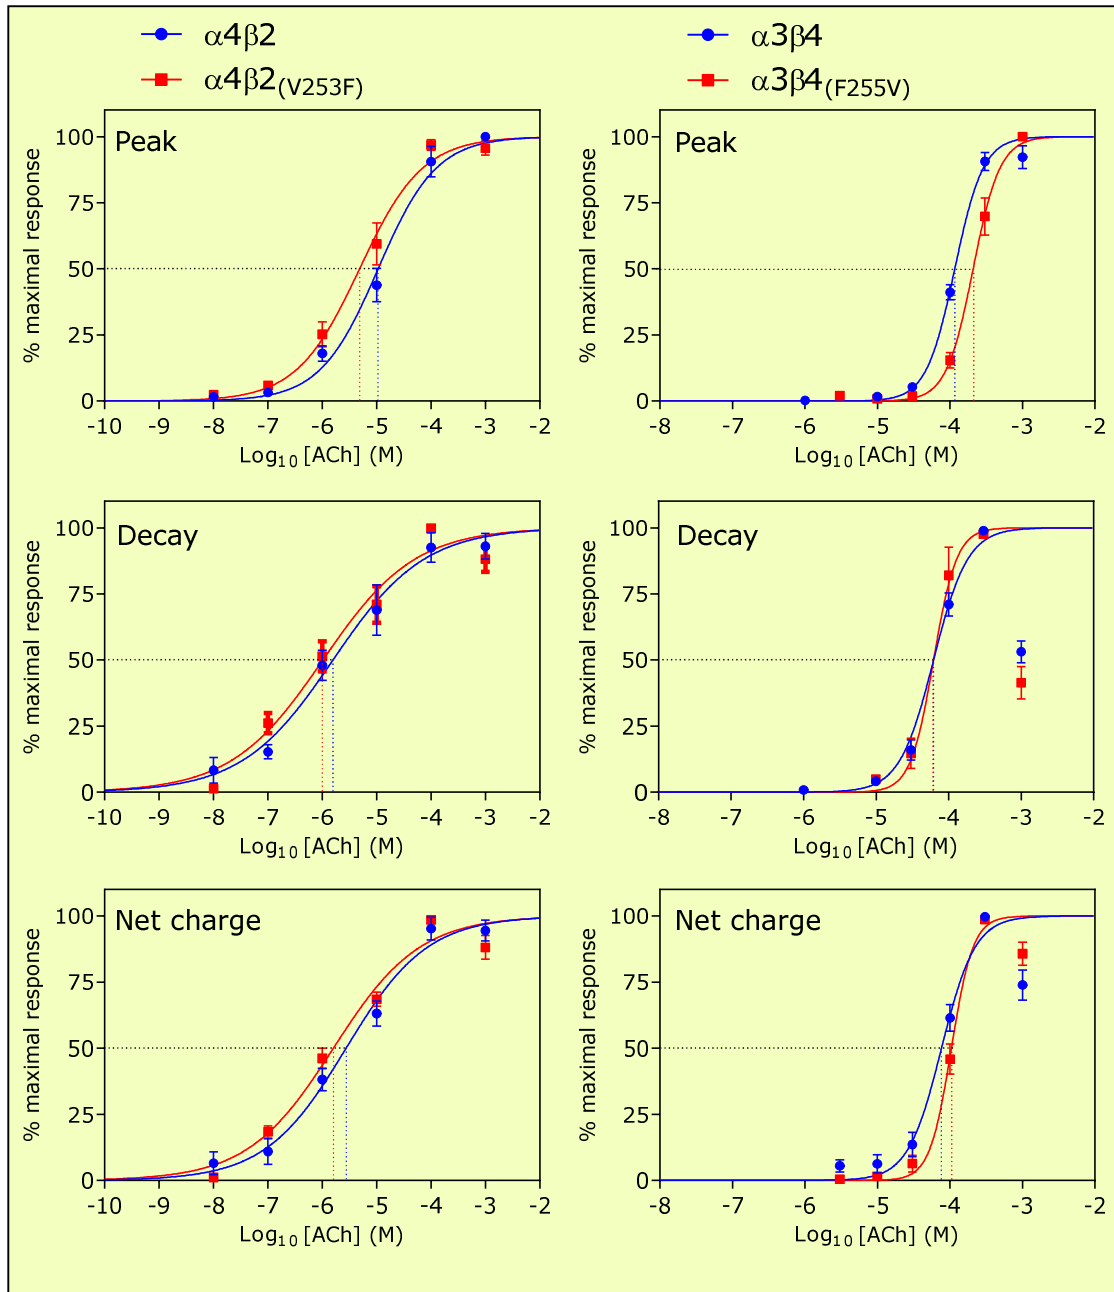 α4β2
α4β2(V253F)
α3β4
α3β4(F255V)
Peak
% maximal response
100
75
50
25
0
-10 -9 -8 -7 -6 -5 -4 -3 -2
Log10 [ACh] (M)
Peak
% maximal response
100
75
50
25
0
-8 -7 -6 -5 -4 -3 -2
Log10 [ACh] (M)
Decay
% maximal response
100
75
50
25
0
-10 -9 -8 -7 -6 -5 -4 -3 -2
Log10 [ACh] (M)
Decay
% maximal response
100
75
50
25
0
-8 -7 -6 -5 -4 -3 -2
Log10 [ACh] (M)
Net charge
% maximal response
100
75
50
25
0
-10 -9 -8 -7 -6 -5 -4 -3 -2
Log10 [ACh] (M)
Net charge
% maximal response
100
75
50
25
0
-8 -7 -6 -5 -4 -3 -2
Log10 [ACh] (M)